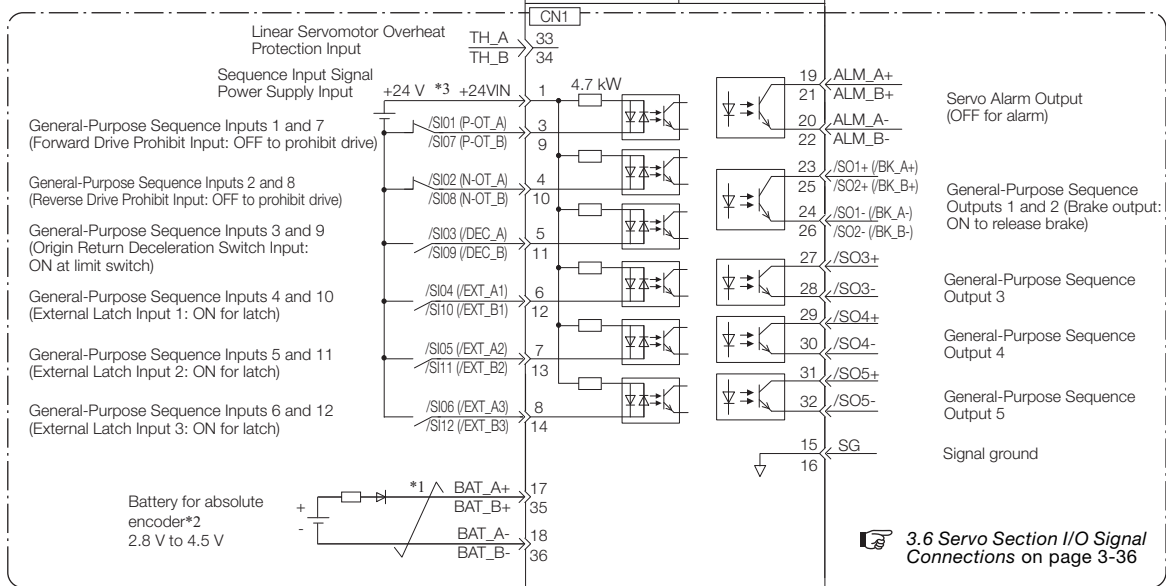 CN1
Linear Servomotor Overheat
Protection Input
TH_A
TH_B
33
34
Sequence Input Signal
Power Supply Input
+24 V *3 +24VIN
1
4.7 kW
General-Purpose Sequence Inputs 1 and 7
(Forward Drive Prohibit Input: OFF to prohibit drive)
/SI01 (P-OT_A)
/SI07 (P-OT_B)
3
9
General-Purpose Sequence Inputs 2 and 8
(Reverse Drive Prohibit Input: OFF to prohibit drive)
/SI02 (N-OT_A)
/SI08 (N-OT_B)
4
10
General-Purpose Sequence Inputs 3 and 9
(Origin Return Deceleration Switch Input:
ON at limit switch)
/SI03 (/DEC_A)
/SI09 (/DEC_B)
5
11
General-Purpose Sequence Inputs 4 and 10
(External Latch Input 1: ON for latch)
/SI04 (/EXT_A1)
/SI10 (/EXT_B1)
6
12
General-Purpose Sequence Inputs 5 and 11
(External Latch Input 2: ON for latch)
/SI05 (/EXT_A2)
/SI11 (/EXT_B2)
7
13
General-Purpose Sequence Inputs 6 and 12
(External Latch Input 3: ON for latch)
/SI06 (/EXT_A3)
/SI12 (/EXT_B3)
8
14
Battery for absolute
encoder*2
2.8 V to 4.5 V
+
-
*1
BAT_A+
BAT_B+
17
35
BAT_A-
BAT_B-
18
36
19 ALM_A+
21 ALM_B+
20 ALM_A-
22 ALM_B-
Servo Alarm Output
(OFF for alarm)
23 /SO1+ (/BK_A+)
25 /SO2+ (/BK_B+)
24 /SO1- (/BK_A-)
26 /SO2- (/BK_B-)
General-Purpose Sequence
Outputs 1 and 2 (Brake output:
ON to release brake)
27 /SO3+
28 /SO3-
General-Purpose Sequence
Output 3
29 /SO4+
30 /SO4-
General-Purpose Sequence
Output 4
31 /SO5+
32 /SO5-
General-Purpose Sequence
Output 5
15 SG
16
Signal ground
3.6 Servo Section I/O Signal
Connections on page 3-36